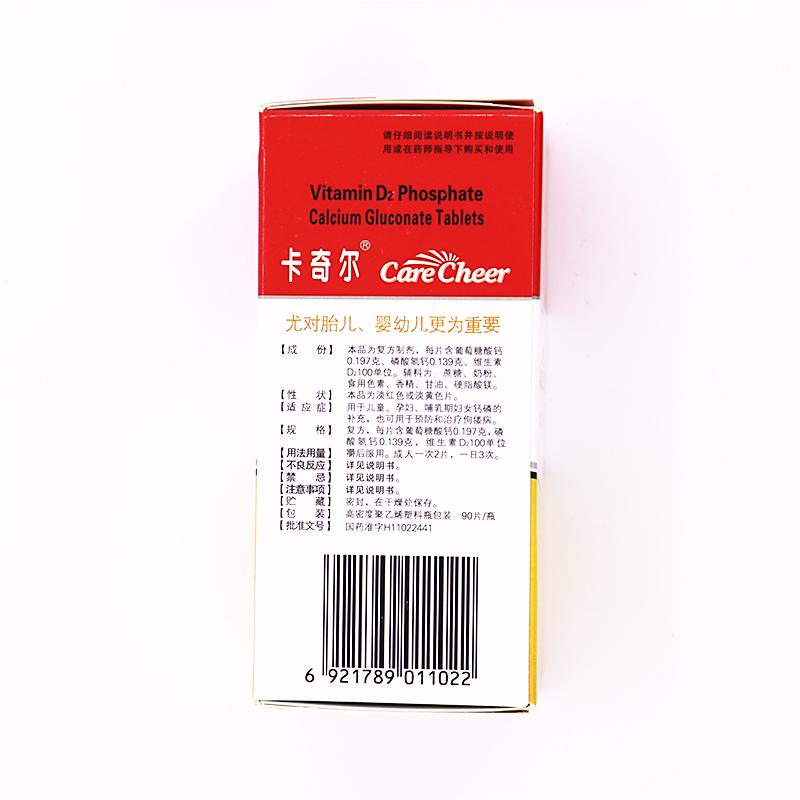 请仔细阅读说明书并按说明使
用或在药师指导下购买和使用
Vitamin D₂ Phosphate
Calcium Gluconate Tablets
卡奇尔® CareCheer
尤对胎儿、婴幼儿更为重要
【成 份】 本品为复方制剂，每片含葡萄糖酸钙
0.197克、磷酸氢钙0.139克、维生素
D₂100单位。辅料为：蔗糖、奶粉、
食用色素、香精、甘油、硬脂酸镁。
【性 状】 本品为淡红色或淡黄色片。
【适 应 症】 用于儿童、孕妇、哺乳期妇女钙磷的
补充，也可用于预防和治疗佝偻病。
【规 格】 复方，每片含葡萄糖酸钙0.197克，磷
酸氢钙0.139克，维生素D₂100单位
【用法用量】 嚼后服用。成人一次2片，一日3次。
【不良反应】 详见说明书。
【禁 忌】 详见说明书。
【注意事项】 详见说明书。
【贮 藏】 密封，在干燥处保存。
【包 装】 高密度聚乙烯塑料瓶包装：90片/瓶
【批准文号】 国药准字H11022441
6 921789 011022